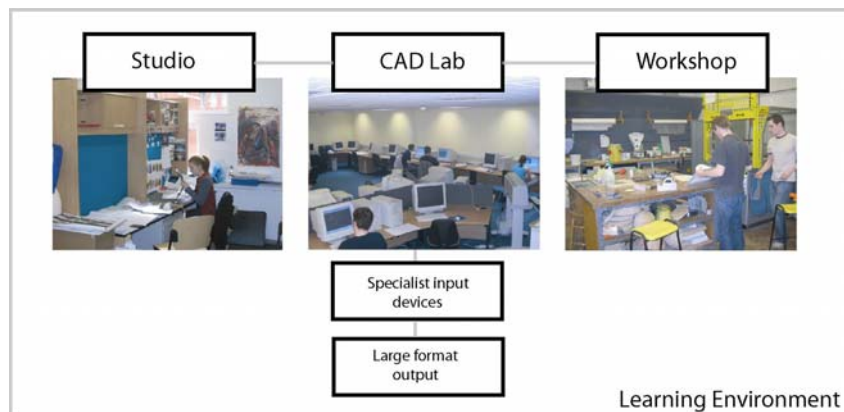 Studio
CAD Lab
Workshop
Specialist input
devices
Large format
output
Learning Environment